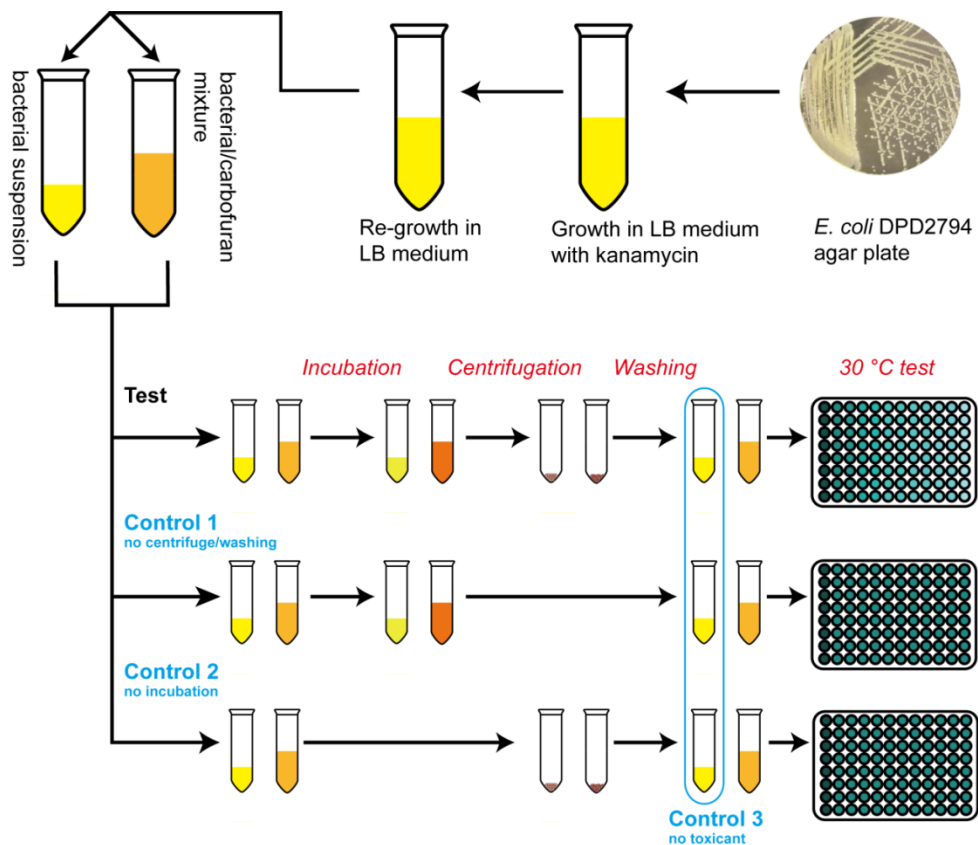 bacterial suspension
bacterial/carbofuran
mixture
Re-growth in
LB medium
Growth in LB medium
with kanamycin
E. coli DPD2794
agar plate
Incubation
Centrifugation
Washing
30 °C test
Test
Control 1
no centrifuge/washing
Control 2
no incubation
Control 3
no toxicant